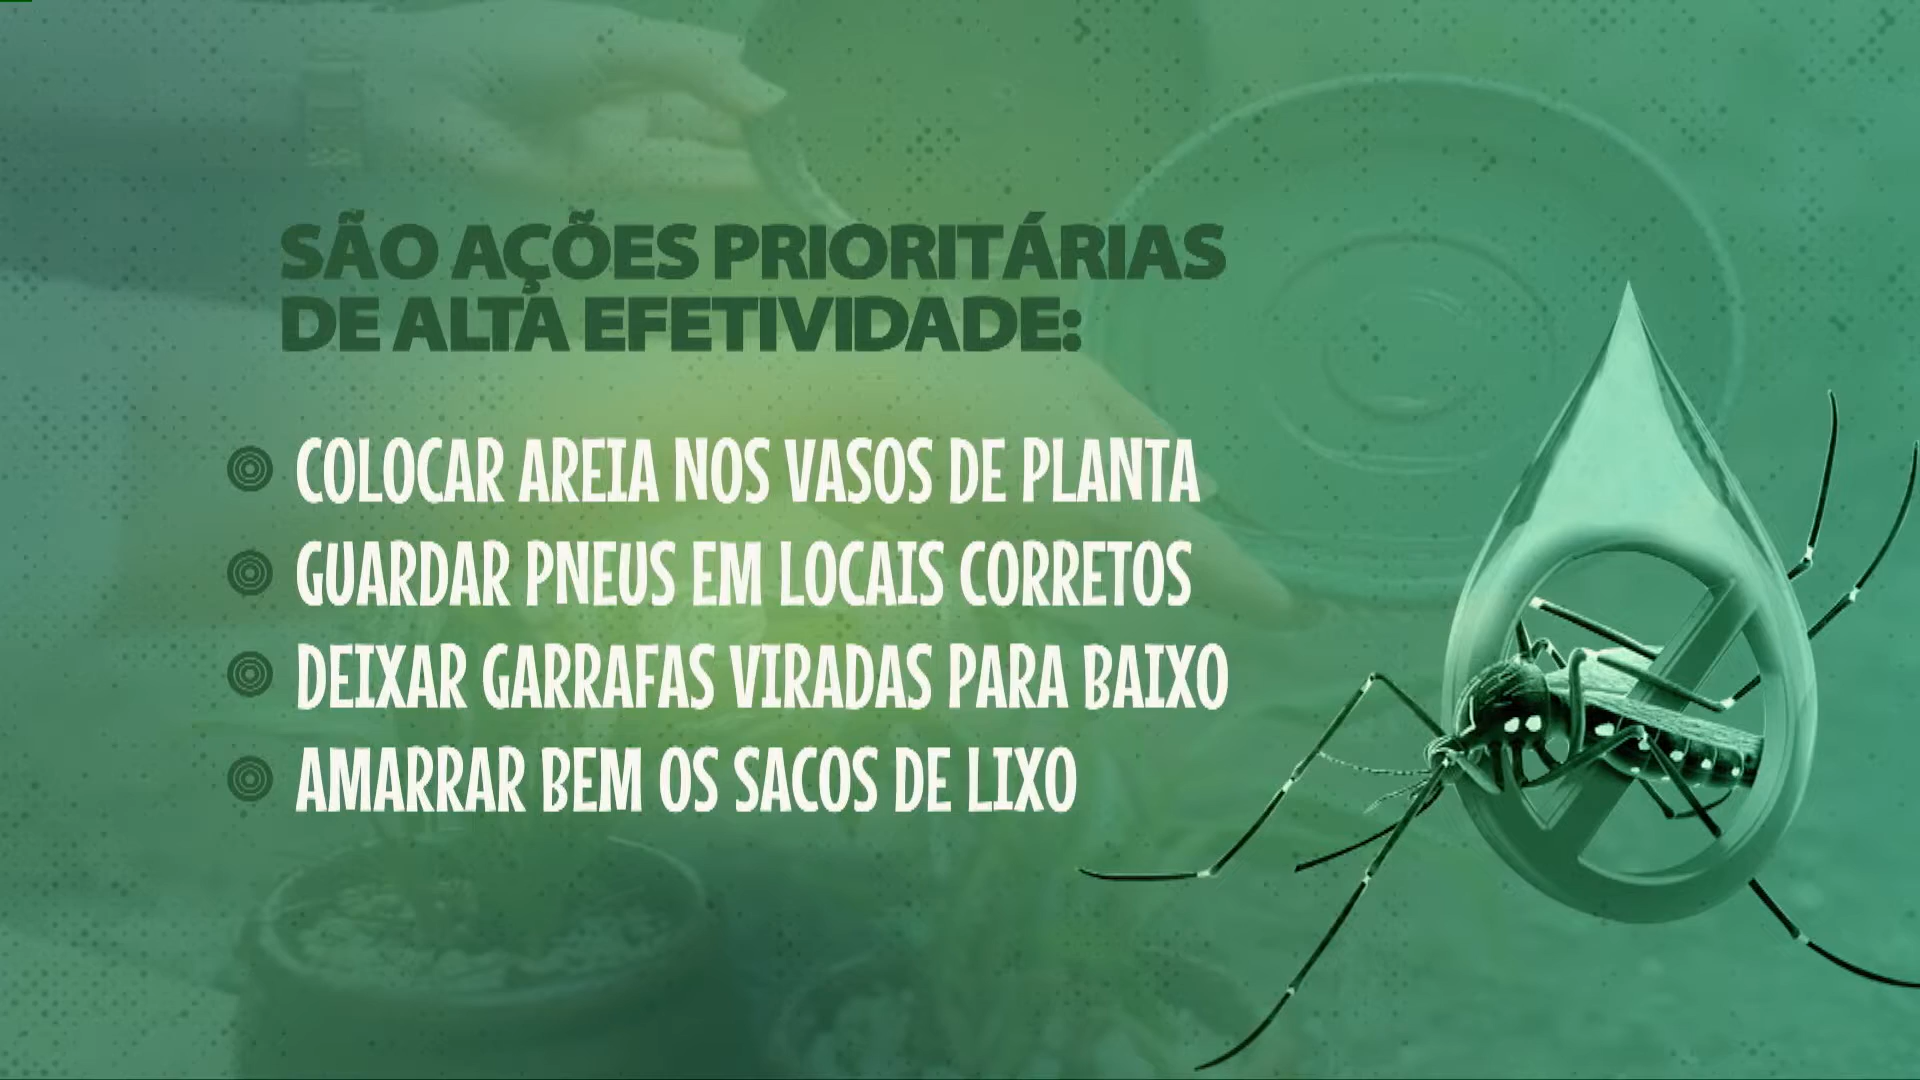 SÃO AÇÕES PRIORITÁRIAS
DE ALTA EFETIVIDADE:
COLOCAR AREIA NOS VASOS DE PLANTA
GUARDAR PNEUS EM LOCAIS CORRETOS
DEIXAR GARRAFAS VIRADAS PARA BAIXO
AMARRAR BEM OS SACOS DE LIXO